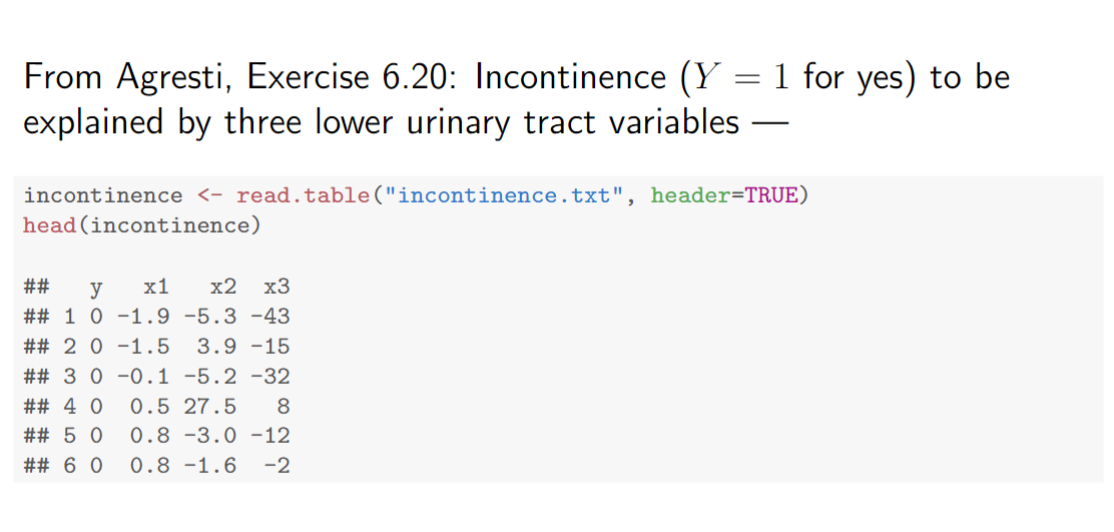 From Agresti, Exercise 6.20: Incontinence (Y = 1 for yes) to be
explained by three lower urinary tract variables —
incontinence <- read.table("incontinence.txt", header=TRUE)
head(incontinence)
##   y   x1   x2  x3
## 1 0 -1.9 -5.3 -43
## 2 0 -1.5  3.9 -15
## 3 0 -0.1 -5.2 -32
## 4 0  0.5 27.5   8
## 5 0  0.8 -3.0 -12
## 6 0  0.8 -1.6  -2